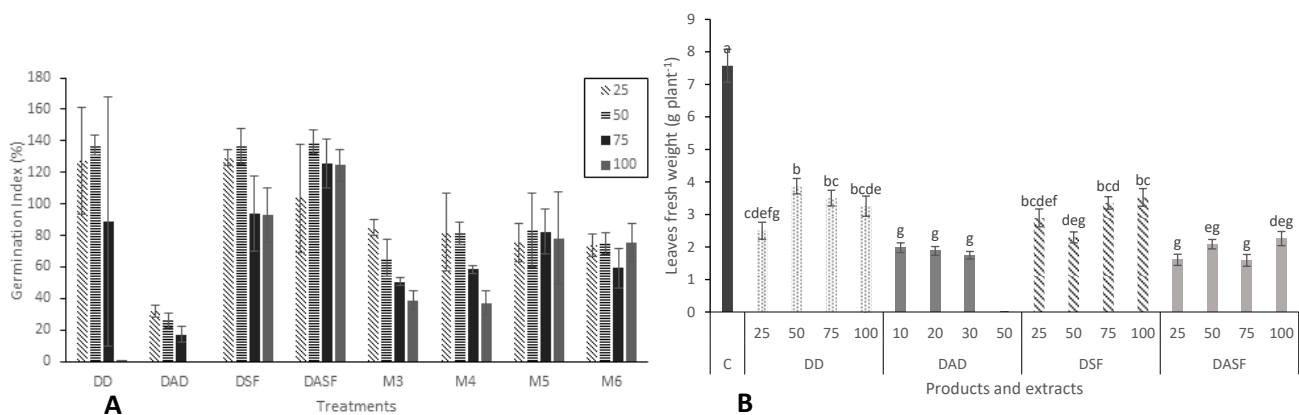 180
160
140
120
100
80
60
40
20
0
Germination Index (%)
25
50
75
100
DD DAD DSF DASF M3 M4 M5 M6
Treatments
A
9
8
7
6
5
4
3
2
1
0
Leaves fresh weight (g plant⁻¹)
a
cdefg b bc bcde g g g bcdef deg bcd bc g eg g deg
25 50 75 100 10 20 30 50 25 50 75 100 25 50 75 100
C DD DAD DSF DASF
Products and extracts
B